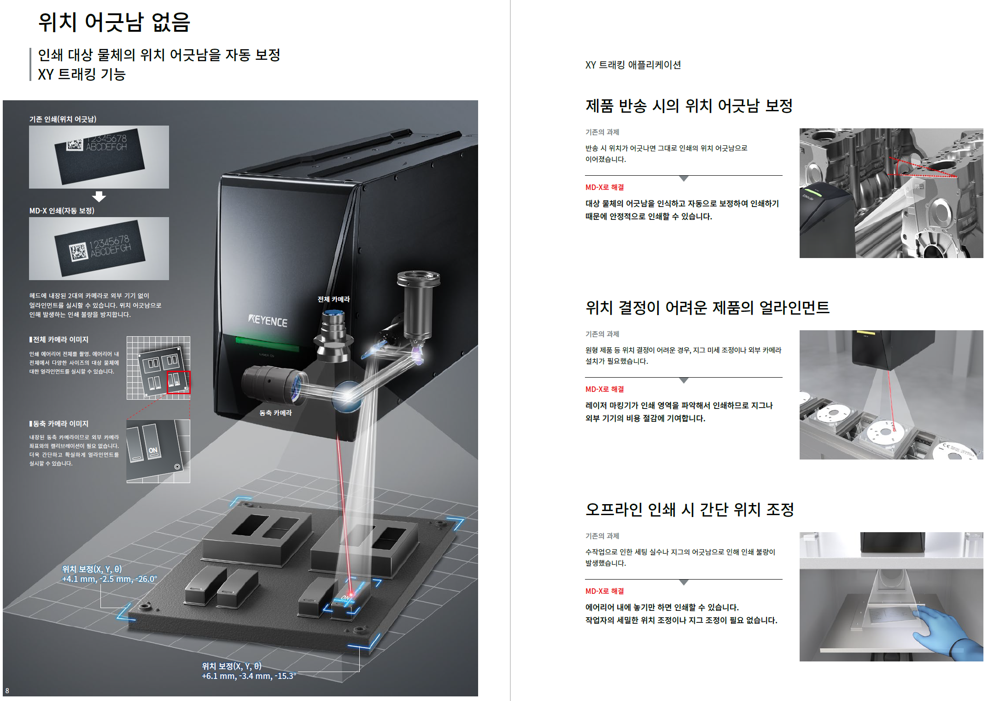 위치 어긋남 없음
인쇄 대상 물체의 위치 어긋남을 자동 보정
XY 트래킹 기능
기존 인쇄(위치 어긋남)
12345678
ABCDEFGH
MD-X 인쇄(자동 보정)
12345678
ABCDEFGH
헤드에 내장된 2대의 카메라로 외부 기기 없이
얼라인먼트를 실시할 수 있습니다. 위치 어긋남으로
인해 발생하는 인쇄 불량을 방지합니다.
전체 카메라 이미지
인쇄 에어리어 전체를 촬영. 에어리어 내
전체에서 다양한 사이즈의 대상 물체에
대한 얼라인먼트를 실시할 수 있습니다.
동축 카메라 이미지
내장된 동축 카메라이므로 외부 카메라
좌표와의 캘리브레이션이 필요 없습니다.
더욱 간단하고 확실하게 얼라인먼트를
실시할 수 있습니다.
ON
전체 카메라
KEYENCE
LASER ON
동축 카메라
ON
위치 보정(X, Y, θ)
+4.1 mm, -2.5 mm, -26.0°
위치 보정(X, Y, θ)
+6.1 mm, -3.4 mm, -15.3°
8
XY 트래킹 애플리케이션
제품 반송 시의 위치 어긋남 보정
기존의 과제
반송 시 위치가 어긋나면 그대로 인쇄의 위치 어긋남으로
이어졌습니다.
MD-X로 해결
대상 물체의 어긋남을 인식하고 자동으로 보정하여 인쇄하기
때문에 안정적으로 인쇄할 수 있습니다.
KEYENCE
위치 결정이 어려운 제품의 얼라인먼트
기존의 과제
원형 제품 등 위치 결정이 어려운 경우, 지그 미세 조정이나 외부 카메라
설치가 필요했습니다.
MD-X로 해결
레이저 마킹기가 인쇄 영역을 파악해서 인쇄하므로 지그나
외부 기기의 비용 절감에 기여합니다.
CE
오프라인 인쇄 시 간단 위치 조정
기존의 과제
수작업으로 인한 세팅 실수나 지그의 어긋남으로 인해 인쇄 불량이
발생했습니다.
MD-X로 해결
에어리어 내에 놓기만 하면 인쇄할 수 있습니다.
작업자의 세밀한 위치 조정이나 지그 조정이 필요 없습니다.